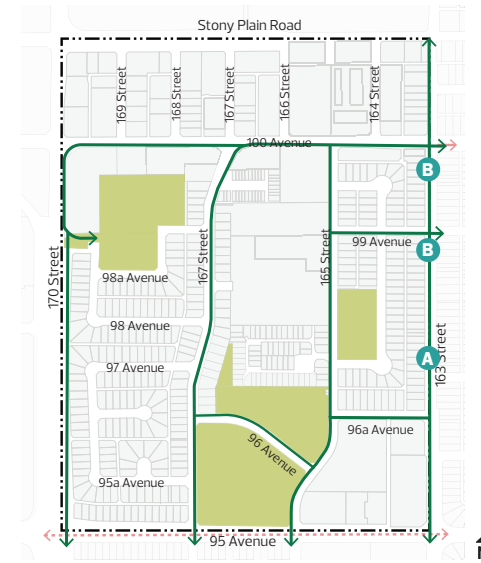 Stony Plain Road
169 Street
168 Street
167 Street
166 Street
164 Street
100 Avenue
B
99 Avenue
B
170 Street
167 Street
165 Street
98a Avenue
98 Avenue
97 Avenue
A
163 Street
96 Avenue
96a Avenue
95a Avenue
95 Avenue